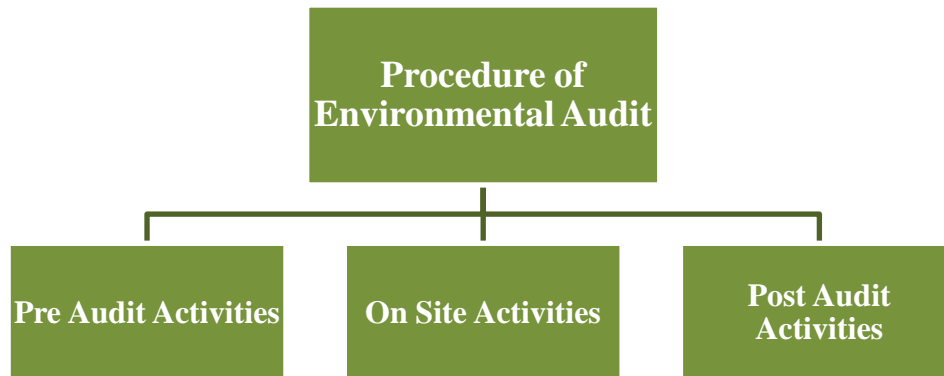 Procedure of
Environmental Audit
Pre Audit Activities
On Site Activities
Post Audit
Activities